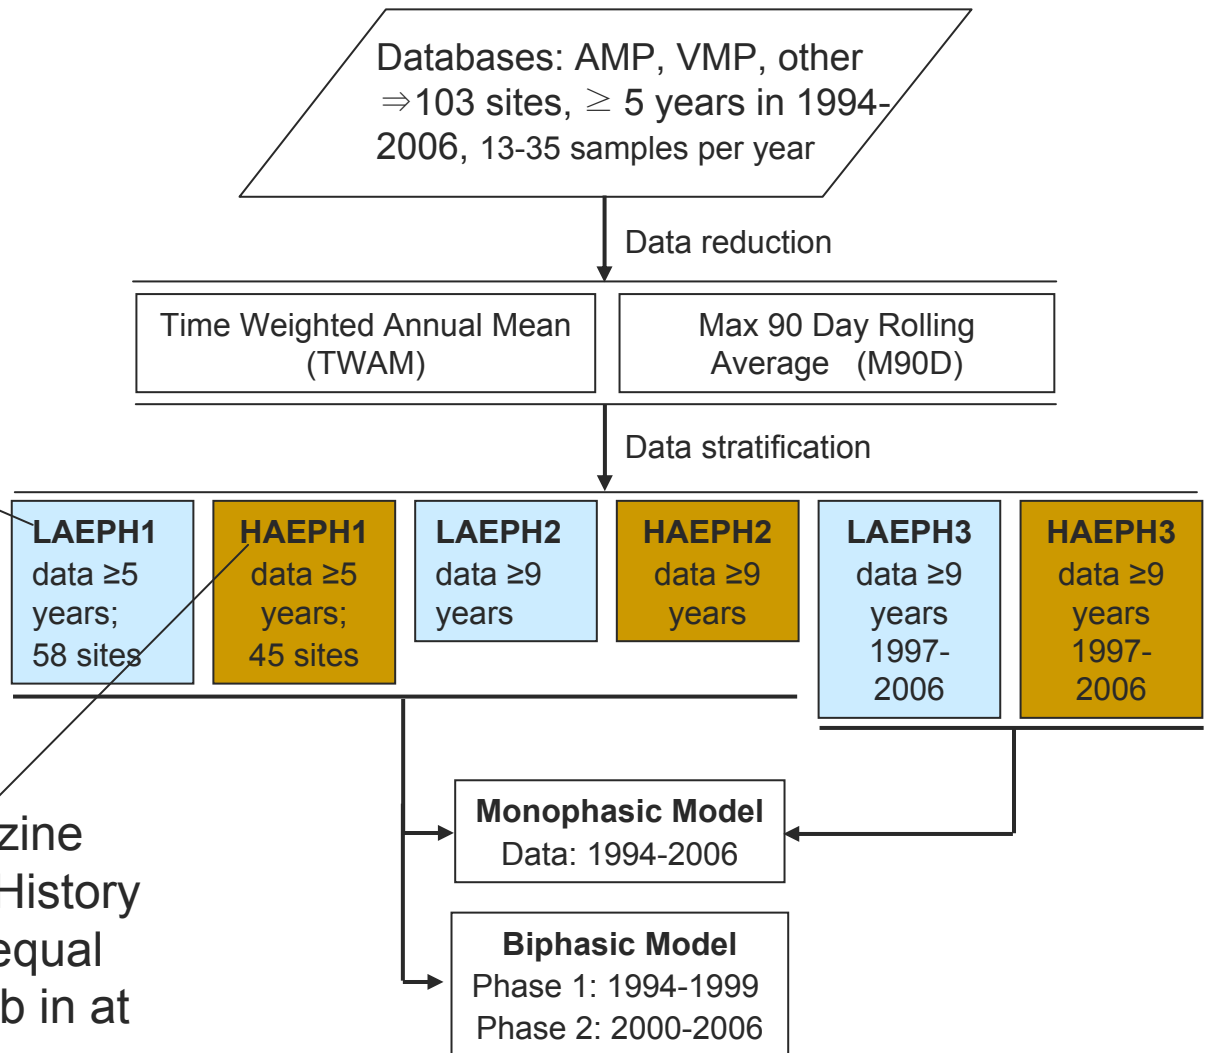 Databases: AMP, VMP, other
⇒103 sites, ≥ 5 years in 1994-
2006, 13-35 samples per year
Data reduction
Time Weighted Annual Mean
(TWAM)
Max 90 Day Rolling
Average (M90D)
Data stratification
LAEPH1
data ≥5
years;
58 sites
HAEPH1
data ≥5
years;
45 sites
LAEPH2
data ≥9
years
HAEPH2
data ≥9
years
LAEPH3
data ≥9
years
1997-
2006
HAEPH3
data ≥9
years
1997-
2006
Monophasic Model
Data: 1994-2006
Biphasic Model
Phase 1: 1994-1999
Phase 2: 2000-2006
zine
History
equal
b in at